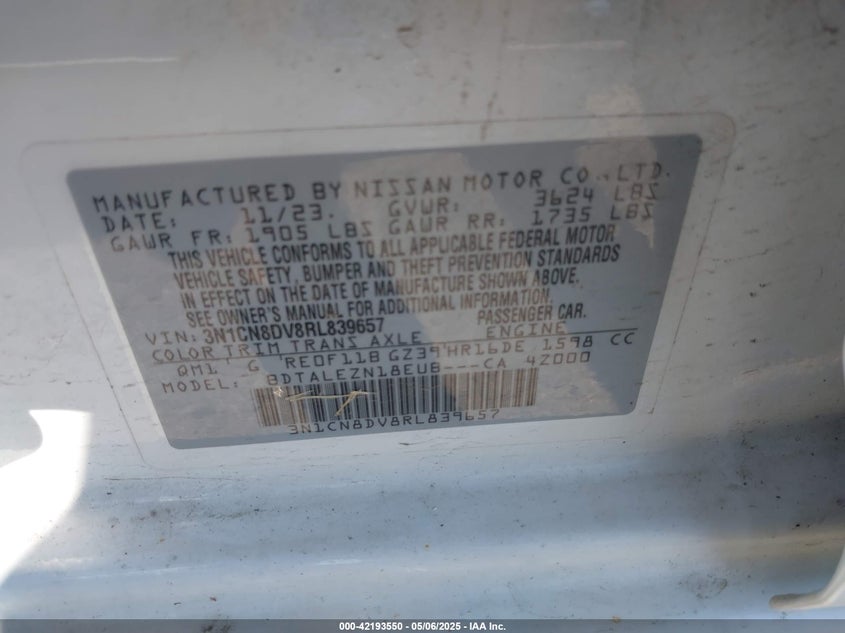 MANUFACTURED BY NISSAN MOTOR CO.,LTD.
DATE: 11/23. GVWR: 3624 LBS
GAWR FR: 1905 LBS GAWR RR: 1735 LBS
THIS VEHICLE CONFORMS TO ALL APPLICABLE FEDERAL MOTOR
VEHICLE SAFETY, BUMPER AND THEFT PREVENTION STANDARDS
IN EFFECT ON THE DATE OF MANUFACTURE SHOWN ABOVE.
SEE OWNER'S MANUAL FOR ADDITIONAL INFORMATION.
VIN: 3N1CN8DV8RL839657 PASSENGER CAR.
COLOR TRIM TRANS AXLE ENGINE
QM1 G RE0F11B GZ39 HR16DE 1598 CC
MODEL: BDTALEZN18EUB---CA 4Z000
3N1CN8DV8RL839657
000-42193550 - 05/06/2025 - IAA Inc.